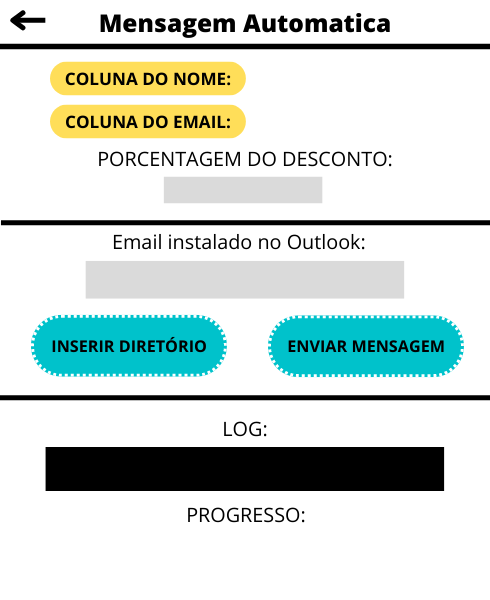 Mensagem Automatica
COLUNA DO NOME:
COLUNA DO EMAIL:
PORCENTAGEM DO DESCONTO:
Email instalado no Outlook:
INSERIR DIRETÓRIO
ENVIAR MENSAGEM
LOG:
PROGRESSO: